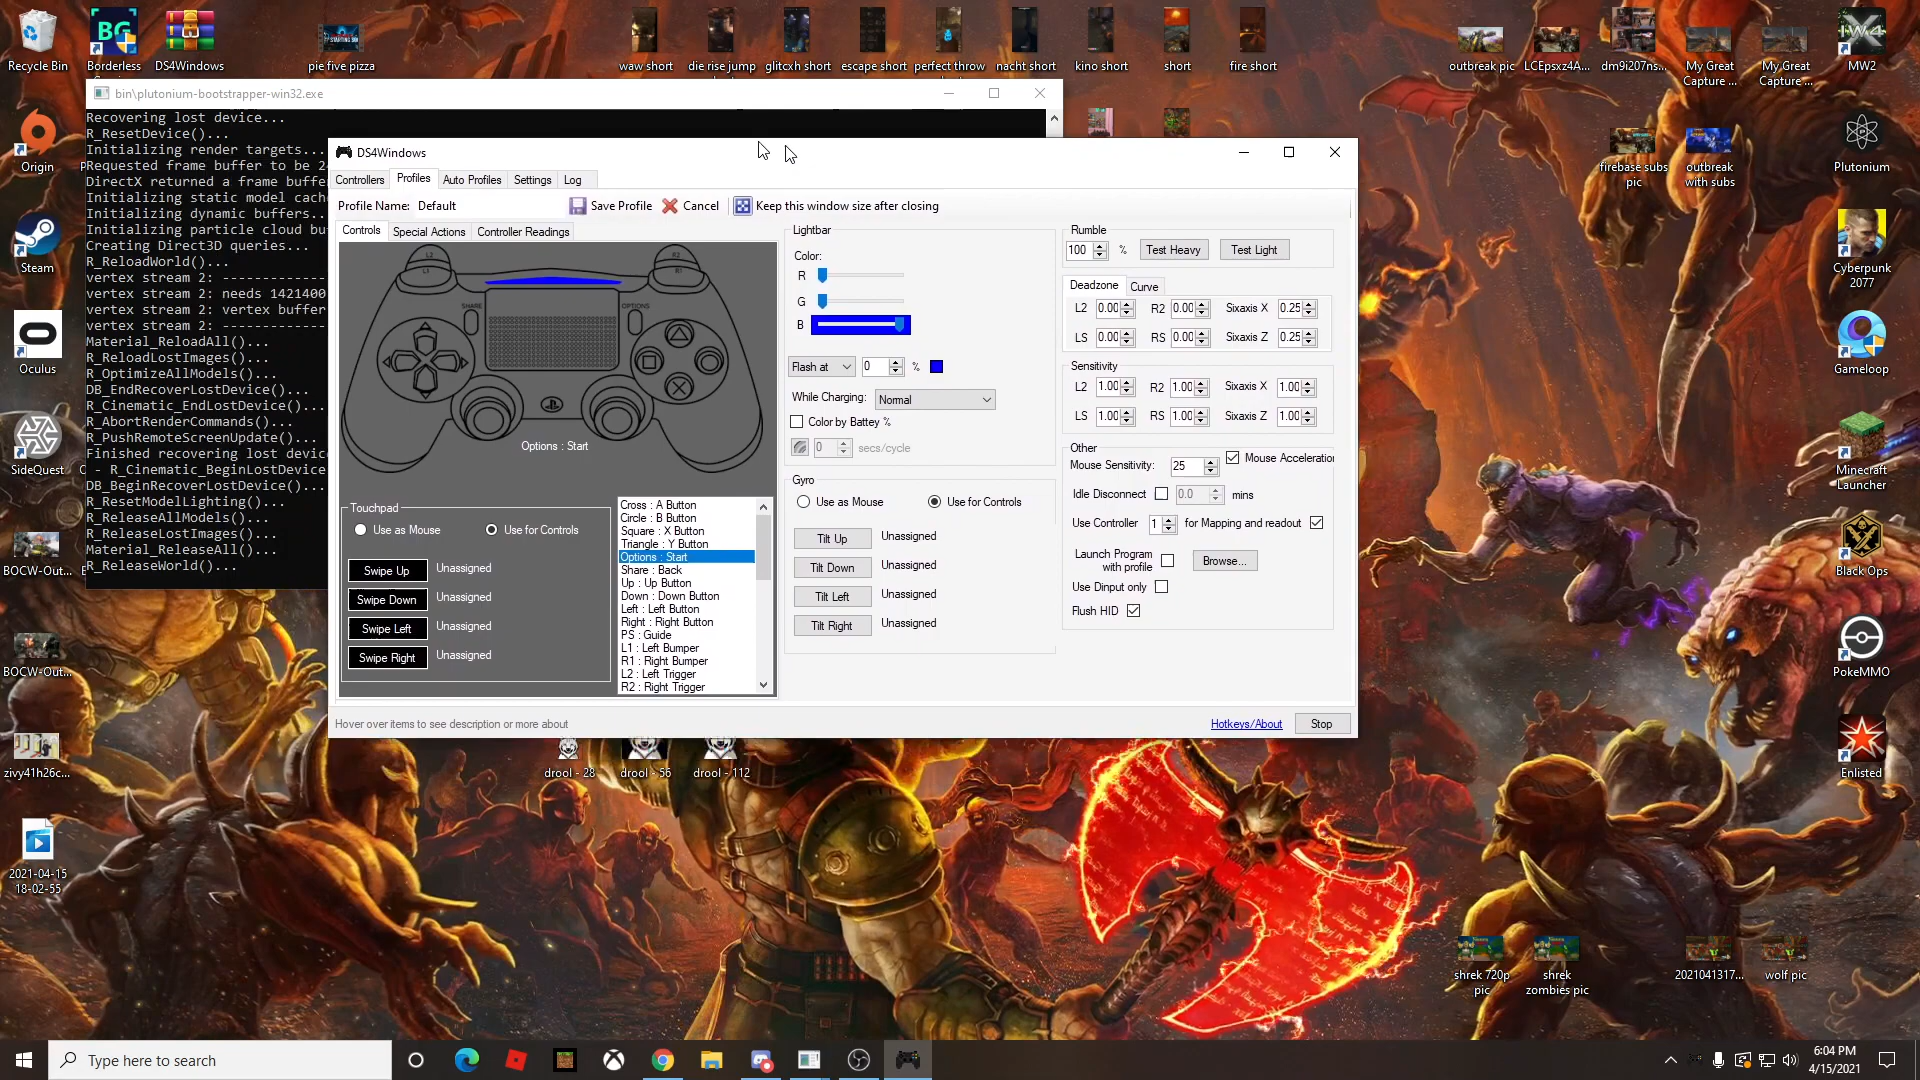 Recycle Bin
Borderless
DS4Windows
pie five pizza
waw short
die rise jump
glitcxh short
escape short
perfect throw
nacht short
kino short
short
fire short
outbreak pic
LCEpsxz4A...
dm9i207ns...
My Great
Capture ...
My Great
Capture ...
MW2
Origin
Steam
Oculus
SideQuest
BOCW-Out...
BOCW-Out...
zivy41h26c...
2021-04-15
18-02-55
firebase subs
pic
outbreak
with subs
Plutonium
Cyberpunk
2077
Gameloop
Minecraft
Launcher
Black Ops
PokeMMO
Enlisted
bin\plutonium-bootstrapper-win32.exe
Recovering lost device...
R_ResetDevice()...
Initializing render targets...
Requested frame buffer to be 24
DirectX returned a frame buffer
Initializing static model cach
Initializing dynamic buffers..
Initializing particle cloud bu
Creating Direct3D queries...
R_ReloadWorld()...
vertex stream 2: -------------
vertex stream 2: needs 1421400
vertex stream 2: vertex buffer
vertex stream 2: -------------
Material_ReloadAll()...
R_ReloadLostImages()...
R_OptimizeAllModels()...
DB_EndRecoverLostDevice()...
R_Cinematic_EndLostDevice()...
R_AbortRenderCommands()...
R_PushRemoteScreenUpdate()...
Finished recovering lost devic
- R_Cinematic_BeginLostDevice
DB_BeginRecoverLostDevice()...
R_ResetModelLighting()...
R_ReleaseAllModels()...
R_ReleaseLostImages()...
Material_ReleaseAll()...
R_ReleaseWorld()...
DS4Windows
Controllers Profiles Auto Profiles Settings Log
Profile Name: Default Save Profile Cancel Keep this window size after closing
Controls Special Actions Controller Readings
L2
L1
R2
R1
SHARE
OPTIONS
Options : Start
Touchpad
Use as Mouse Use for Controls
Swipe Up Unassigned
Swipe Down Unassigned
Swipe Left Unassigned
Swipe Right Unassigned
Cross : A Button
Circle : B Button
Square : X Button
Triangle : Y Button
Options : Start
Share : Back
Up : Up Button
Down : Down Button
Left : Left Button
Right : Right Button
PS : Guide
L1 : Left Bumper
R1 : Right Bumper
L2 : Left Trigger
R2 : Right Trigger
Lightbar
Color:
R
G
B
Flash at 0 %
While Charging: Normal
Color by Battey %
0 secs/cycle
Gyro
Use as Mouse Use for Controls
Tilt Up Unassigned
Tilt Down Unassigned
Tilt Left Unassigned
Tilt Right Unassigned
Rumble
100 % Test Heavy Test Light
Deadzone Curve
L2 0.00 R2 0.00 Sixaxis X 0.25
LS 0.00 RS 0.00 Sixaxis Z 0.25
Sensitivity
L2 1.00 R2 1.00 Sixaxis X 1.00
LS 1.00 RS 1.00 Sixaxis Z 1.00
Other
Mouse Sensitivity: 25 Mouse Acceleration
Idle Disconnect 0.0 mins
Use Controller 1 for Mapping and readout
Launch Program
with profile Browse...
Use Dinput only
Flush HID
Hover over items to see description or more about
Hotkeys/About Stop
drool - 28
drool - 56
drool - 112
shrek 720p
pic
shrek
zombies pic
2021041317...
wolf pic
Type here to search
6:04 PM
4/15/2021